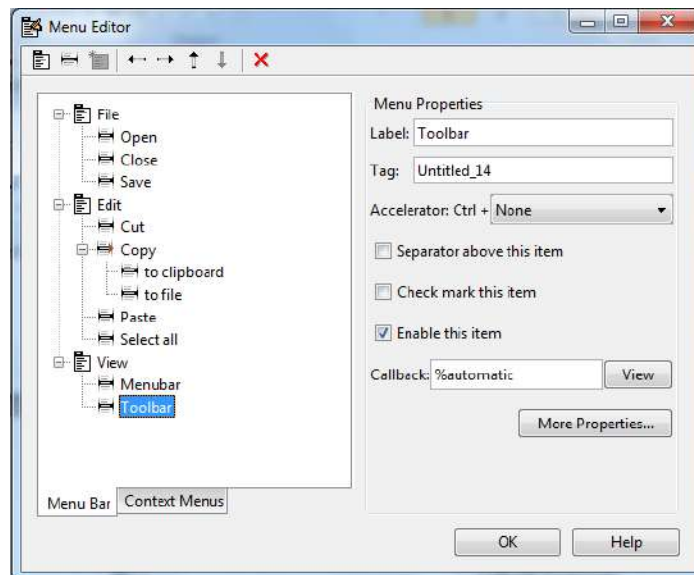 Menu Editor
File
Open
Close
Save
Edit
Cut
Copy
to clipboard
to file
Paste
Select all
View
Menubar
Toolbar
Menu Bar
Context Menus
Menu Properties
Label: Toolbar
Tag: Untitled_14
Accelerator: Ctrl + None
Separator above this item
Check mark this item
Enable this item
Callback: %automatic View
More Properties...
OK Help